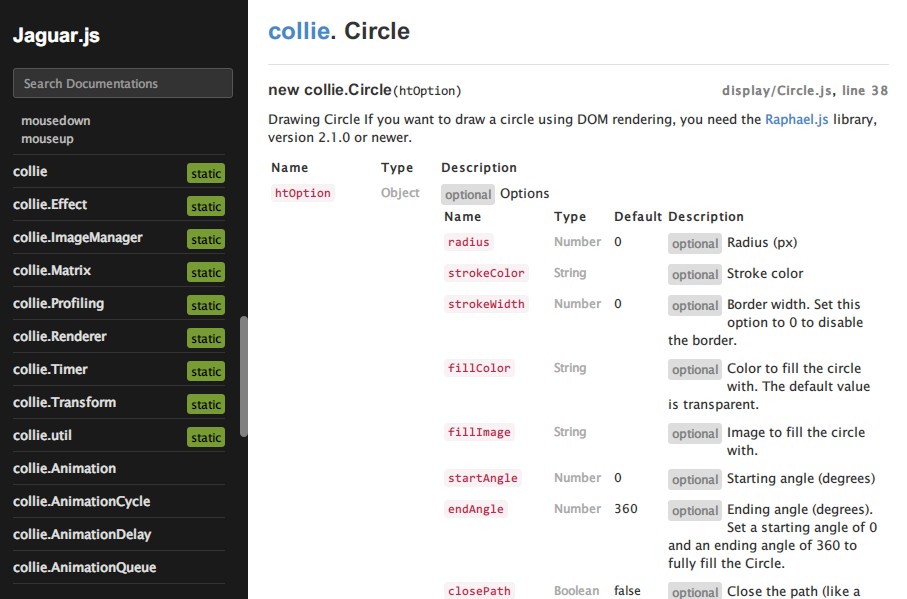 Jaguar.js
Search Documentations
mousedown
mouseup
collie static
collie.Effect static
collie.ImageManager static
collie.Matrix static
collie.Profiling static
collie.Renderer static
collie.Timer static
collie.Transform static
collie.util static
collie.Animation
collie.AnimationCycle
collie.AnimationDelay
collie.AnimationQueue
collie. Circle
new collie.Circle(htOption) display/Circle.js, line 38
Drawing Circle If you want to draw a circle using DOM rendering, you need the Raphael.js library,
version 2.1.0 or newer.
Name Type Description
htOption Object optional Options
Name Type Default Description
radius Number 0 optional Radius (px)
strokeColor String optional Stroke color
strokeWidth Number 0 optional Border width. Set this
option to 0 to disable
the border.
fillColor String optional Color to fill the circle
with. The default value
is transparent.
fillImage String optional Image to fill the circle
with.
startAngle Number 0 optional Starting angle (degrees)
endAngle Number 360 optional Ending angle (degrees).
Set a starting angle of 0
and an ending angle of 360 to
fully fill the Circle.
closePath Boolean false optional Close the path (like a